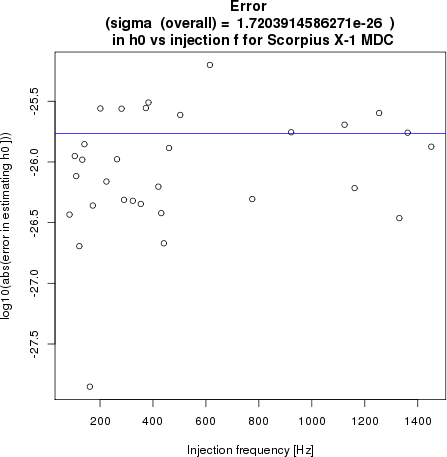 Error
(sigma (overall) = 1.7203914586271e-26 )
in h0 vs injection f for Scorpius X-1 MDC
log10(abs(error in estimating h0 ]))
-25.5
-26.0
-26.5
-27.0
-27.5
200 400 600 800 1000 1200 1400
Injection frequency [Hz]